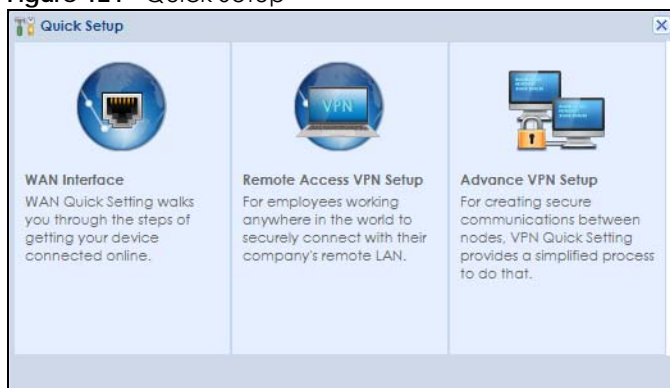 Quick Setup
VPN
WAN Interface
WAN Quick Setting walks
you through the steps of
getting your device
connected online.
Remote Access VPN Setup
For employees working
anywhere in the world to
securely connect with their
company's remote LAN.
Advance VPN Setup
For creating secure
communications between
nodes, VPN Quick Setting
provides a simplified process
to do that.